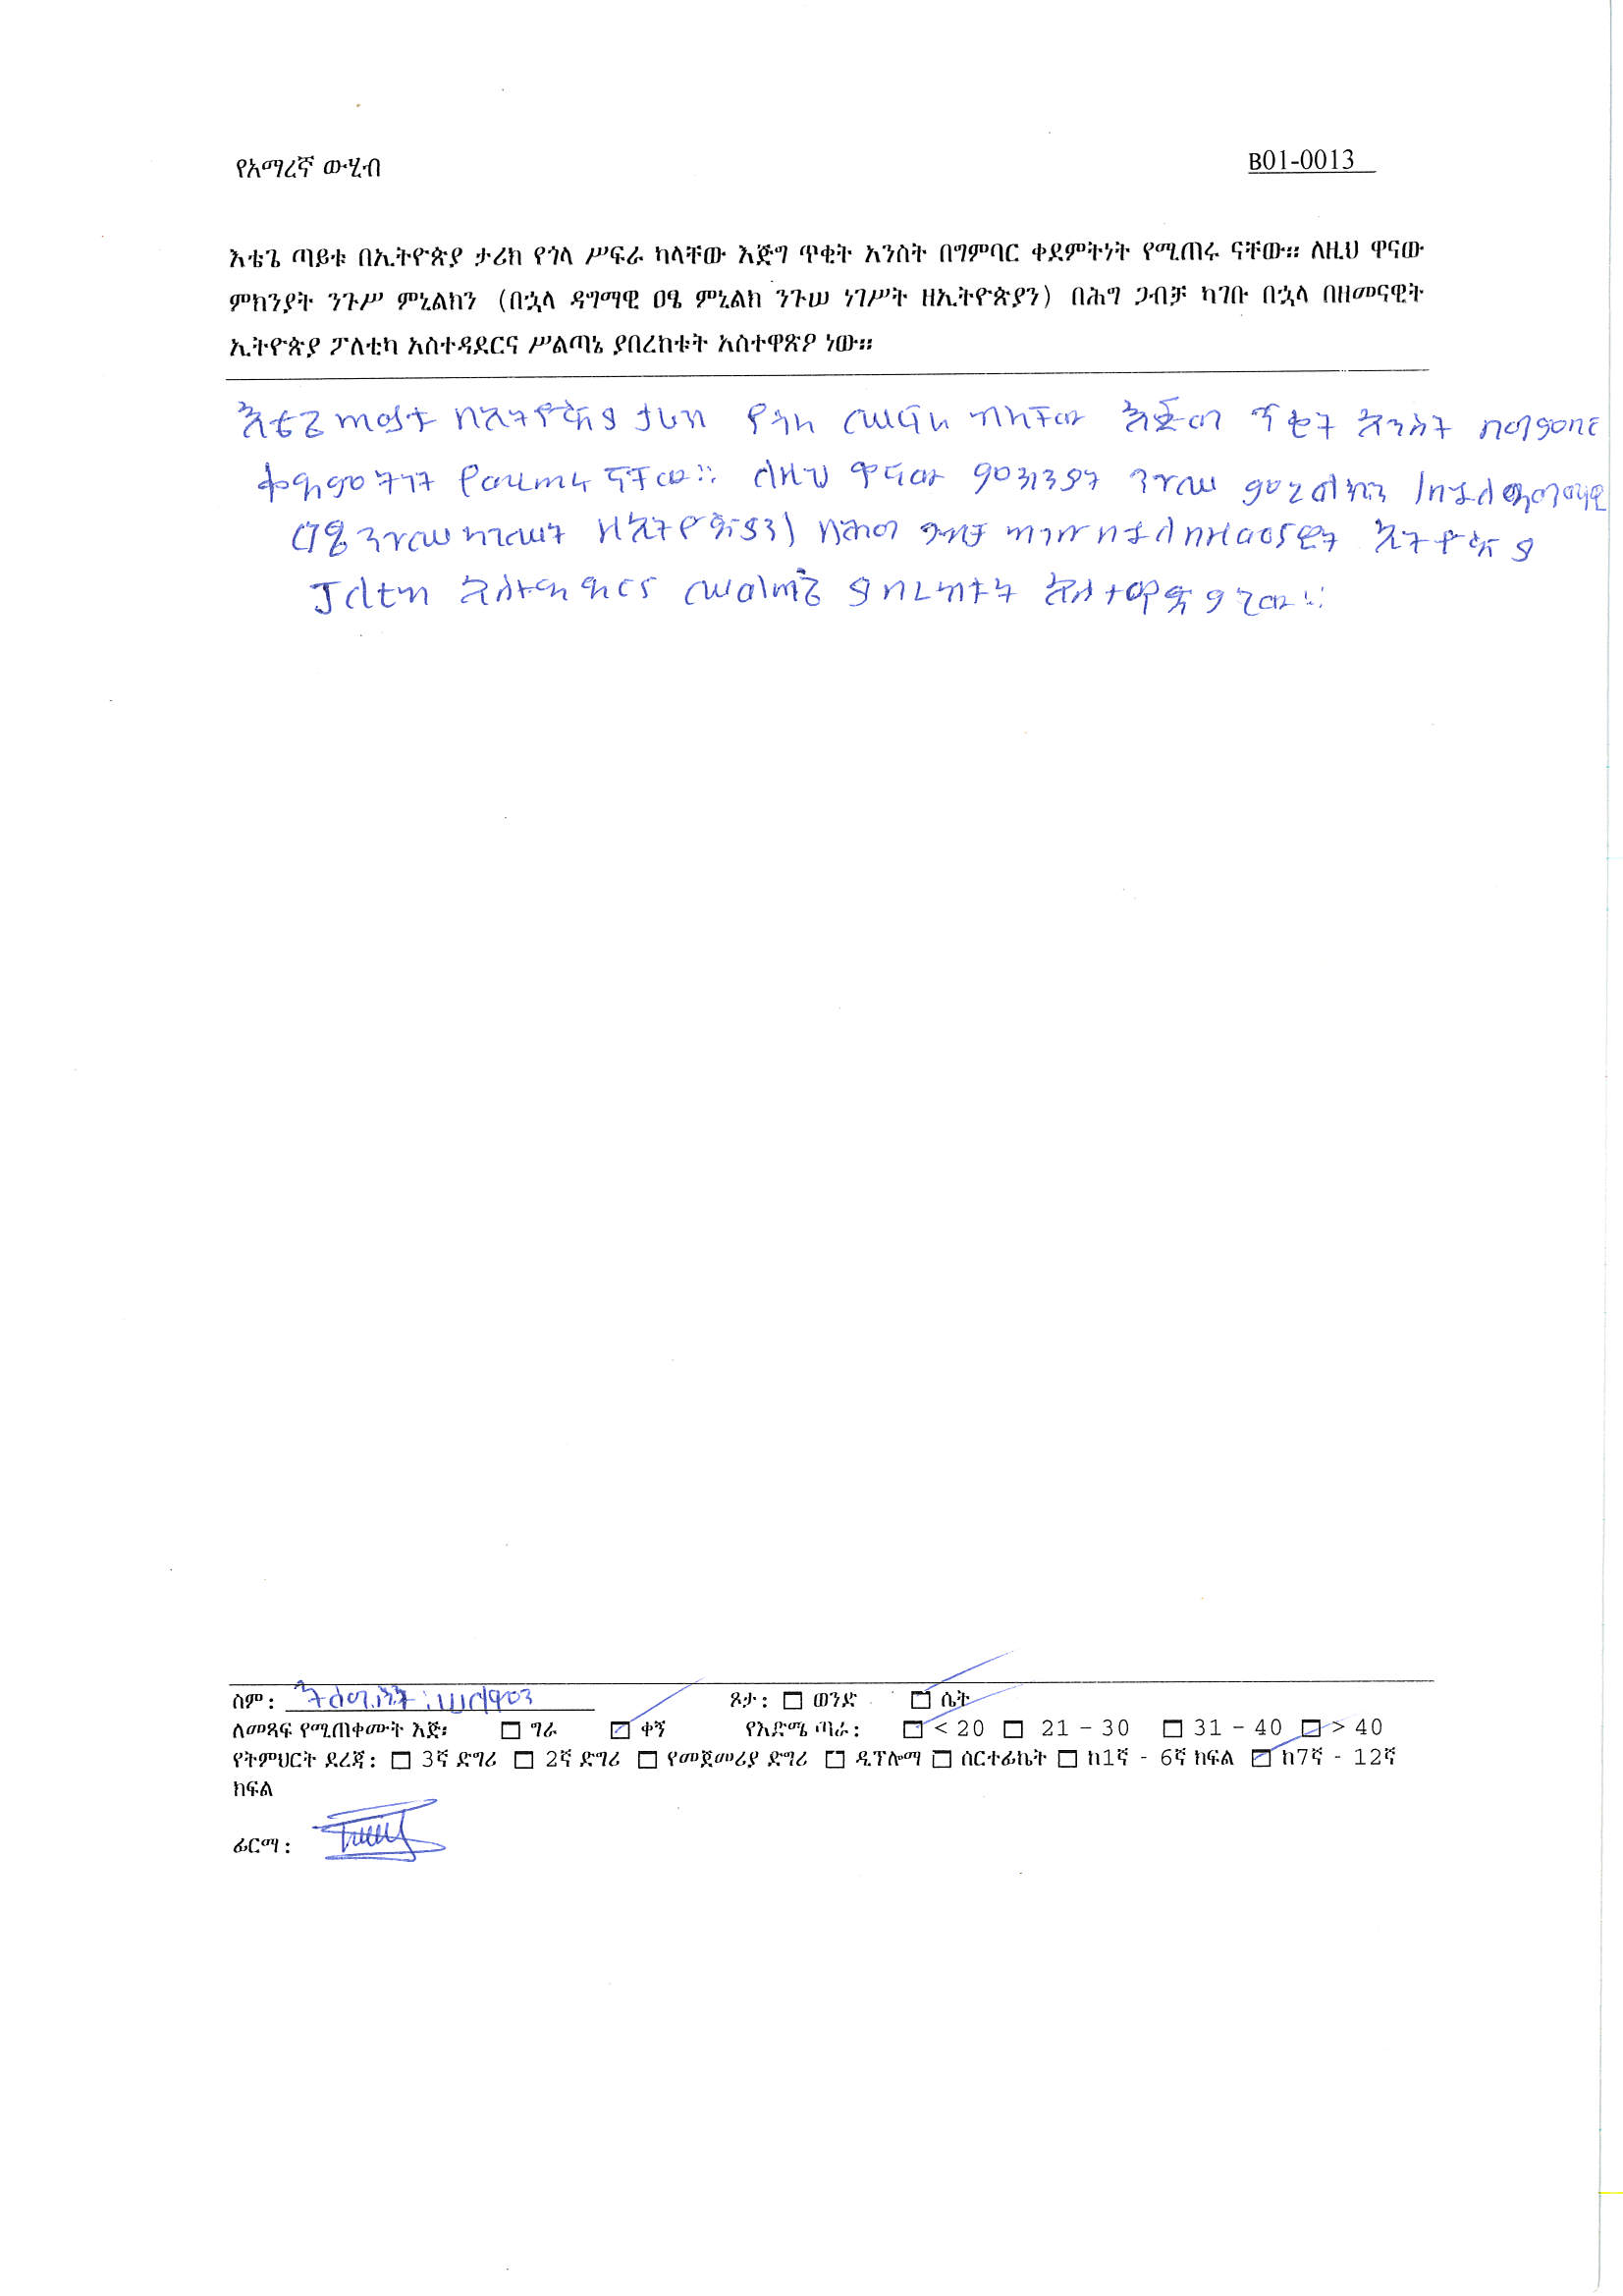 የአማረኛ ውሂብ B01-0013
እቴጌ ጣይቱ በኢትዮጵያ ታሪክ የጎላ ሥፍራ ካላቸው እጅግ ጥቂት አንስት በግምባር ቀደምትነት የሚጠሩ ናቸው። ለዚህ ዋናው
ምክንያት ንጉሥ ምኒልክን (በኋላ ዳግማዊ ዐፄ ምኒልክ ንጉሠ ነገሥት ዘኢትዮጵያን) በሕግ ጋብቻ ካገቡ በኋላ በዘመናዊት
ኢትዮጵያ ፖለቲካ አስተዳደርና ሥልጣኔ ያበረከቱት አስተዋጽዖ ነው።
እቴጌ ጣይቱ በኢትዮጵያ ታሪክ የጎላ ሥፍራ ካላቸው እጅግ ጥቂት አንስት በግምባር
ቀዳምትነት የሚጠሩ ናቸው። ለዚህ ዋናው ምክንያት ንጉሥ ምኒልክን (በኋላ ዳግማዊ
ዐፄ ንጉሠ ነገሥት ዘኢትዮጵያን) በሕግ ጋብቻ ካገቡ በኋላ በዘመናዊት ኢትዮጵያ
ፖለቲካ አስተዳደርና ሥልጣኔ ያበረከቱት አስተዋጽዖ ነው።
ስም:
ጾታ: ወንድ ሴት
ለመጻፍ የሚጠቀሙት እጅ፡ ግራ ቀኝ የእድሜ ጣራ: < 20 21 – 30 31 – 40 > 40
የትምህርት ደረጃ: 3ኛ ድግሪ 2ኛ ድግሪ የመጀመሪያ ድግሪ ዲፕሎማ ሰርተፊኬት ከ1ኛ - 6ኛ ክፍል ከ7ኛ - 12ኛ
ክፍል
ፊርማ: